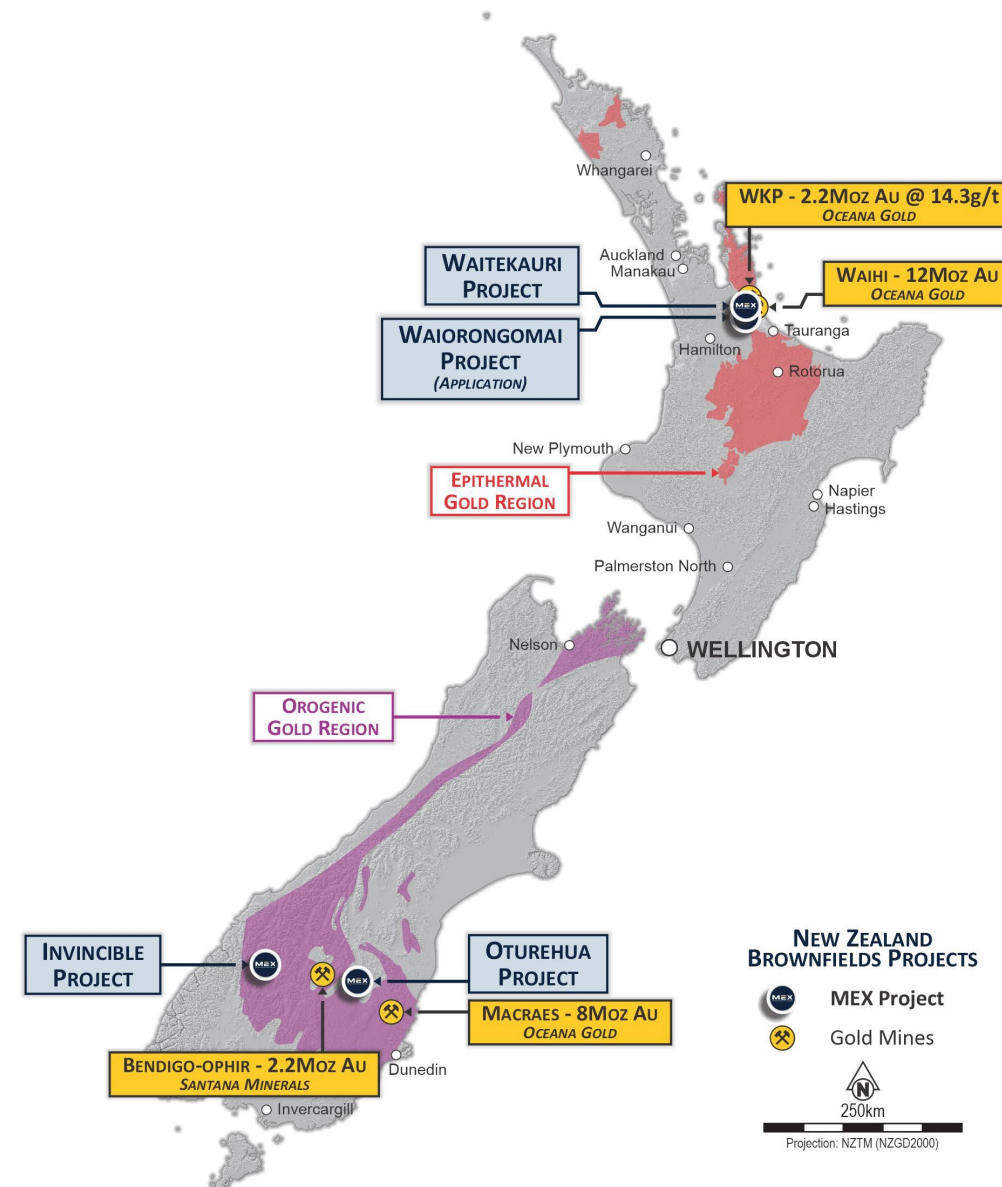 Whangarei
WKP - 2.2Moz Au @ 14.3g/t
Oceana Gold
Auckland
Manakau
Waitekauri
Project
Waihi - 12Moz Au
Oceana Gold
MEX
Waiorongomai
Project
(Application)
Tauranga
Hamilton
Rotorua
New Plymouth
Epithermal
Gold Region
Napier
Hastings
Wanganui
Palmerston North
Nelson
WELLINGTON
Orogenic
Gold Region
Invincible
Project
MEX
MEX
Oturehua
Project
Macraes - 8Moz Au
Oceana Gold
Bendigo-ophir - 2.2Moz Au
Santana Minerals
Dunedin
Invercargill
New Zealand
Brownfields Projects
MEX
MEX Project
Gold Mines
N
250km
Projection: NZTM (NZGD2000)